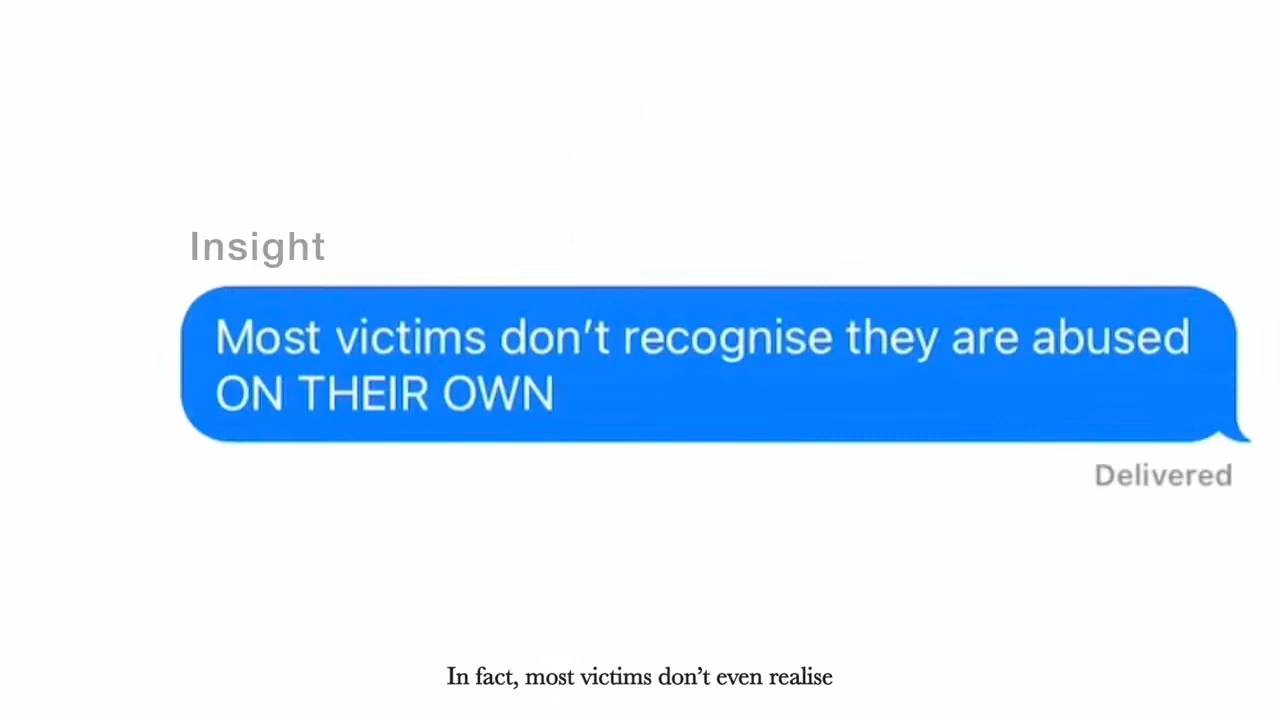 Insight
Most victims don’t recognise they are abused
ON THEIR OWN
Delivered
In fact, most victims don’t even realise